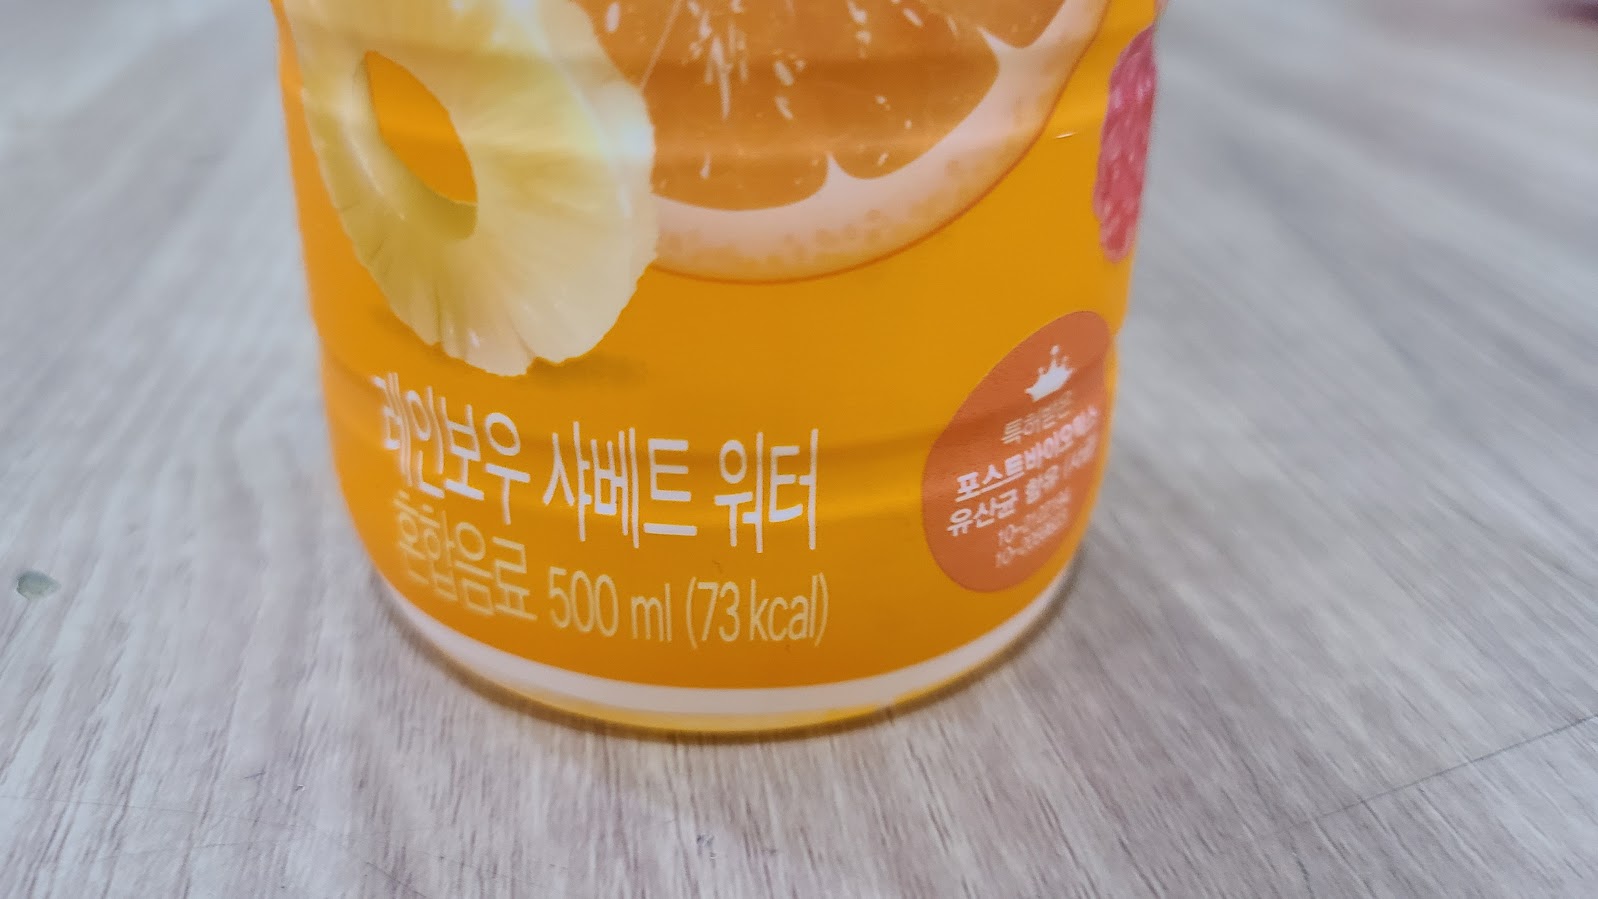 레인보우 샤베트 워터
혼합음료 500 ml (73 kcal)
특허받은
포스트바이오틱스
유산균 함유